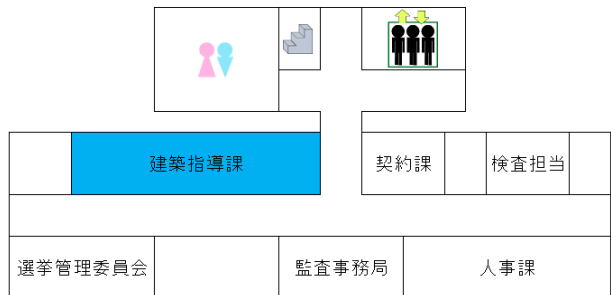 建築指導課
契約課
検査担当
選挙管理委員会
監査事務局
人事課